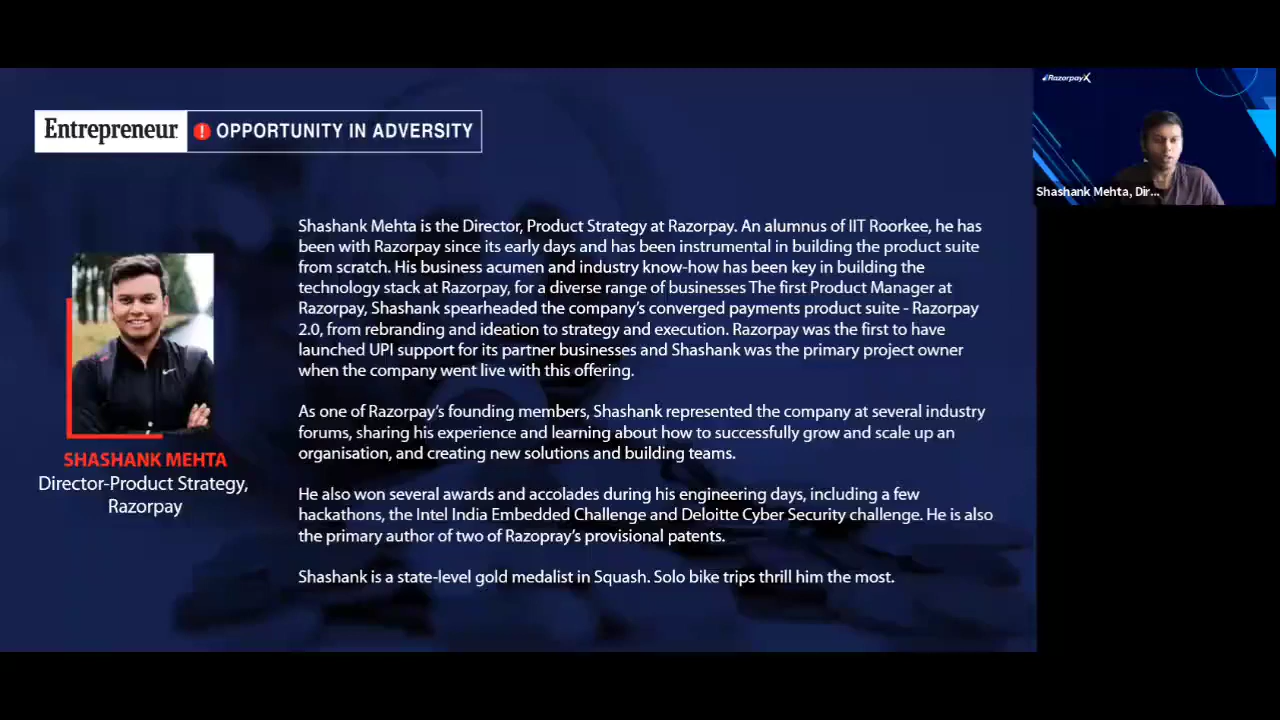 Entrepreneur
! OPPORTUNITY IN ADVERSITY
RazorpayX
Shashank Mehta, Dir...
Shashank Mehta is the Director, Product Strategy at Razorpay. An alumnus of IIT Roorkee, he has
been with Razorpay since its early days and has been instrumental in building the product suite
from scratch. His business acumen and industry know-how has been key in building the
technology stack at Razorpay, for a diverse range of businesses The first Product Manager at
Razorpay, Shashank spearheaded the company's converged payments product suite - Razorpay
2.0, from rebranding and ideation to strategy and execution. Razorpay was the first to have
launched UPI support for its partner businesses and Shashank was the primary project owner
when the company went live with this offering.
As one of Razorpay's founding members, Shashank represented the company at several industry
forums, sharing his experience and learning about how to successfully grow and scale up an
organisation, and creating new solutions and building teams.
He also won several awards and accolades during his engineering days, including a few
hackathons, the Intel India Embedded Challenge and Deloitte Cyber Security challenge. He is also
the primary author of two of Razopray's provisional patents.
Shashank is a state-level gold medalist in Squash. Solo bike trips thrill him the most.
SHASHANK MEHTA
Director-Product Strategy,
Razorpay